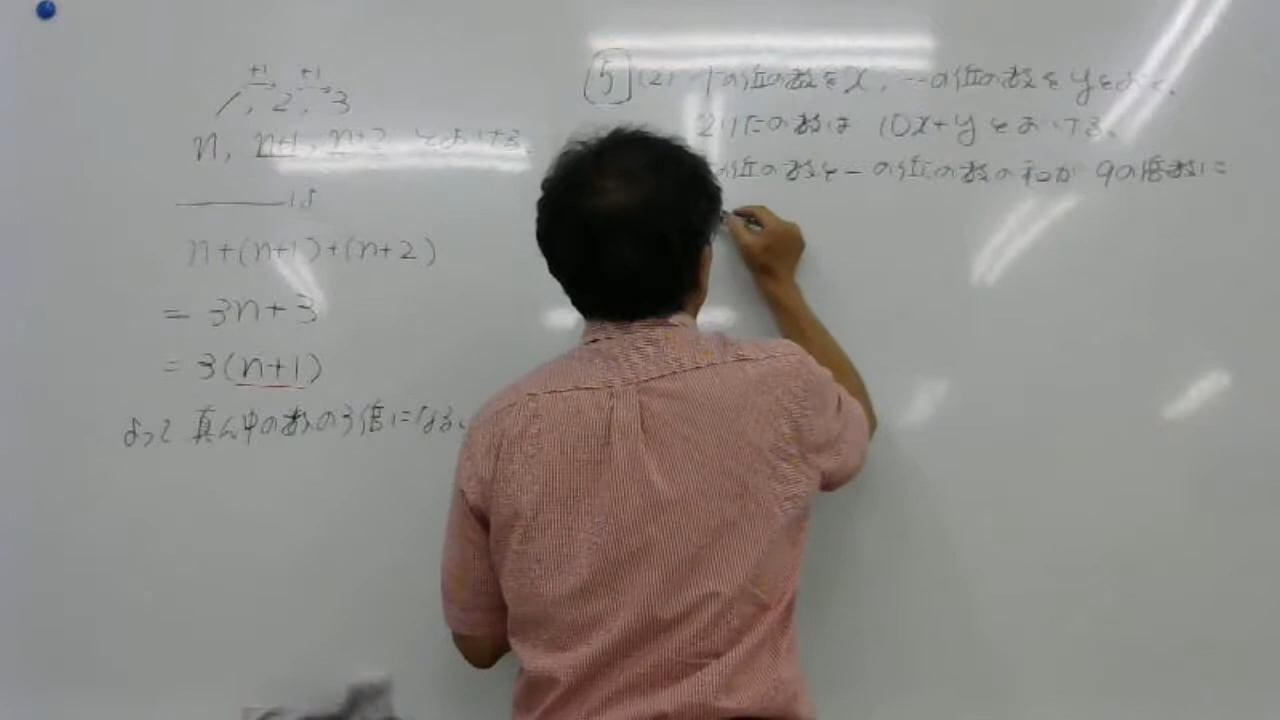 +1 +1
1, 2, 3
n, n+1, n+2 とおける。
は
n+(n+1)+(n+2)
= 3n+3
= 3(n+1)
よって 真ん中の数の3倍になる。
5 (2) 十の位の数をx, 一の位の数をyとおく。
2けたの数は 10x+y とおける。
の位の数と一の位の数の和が 9の倍数に